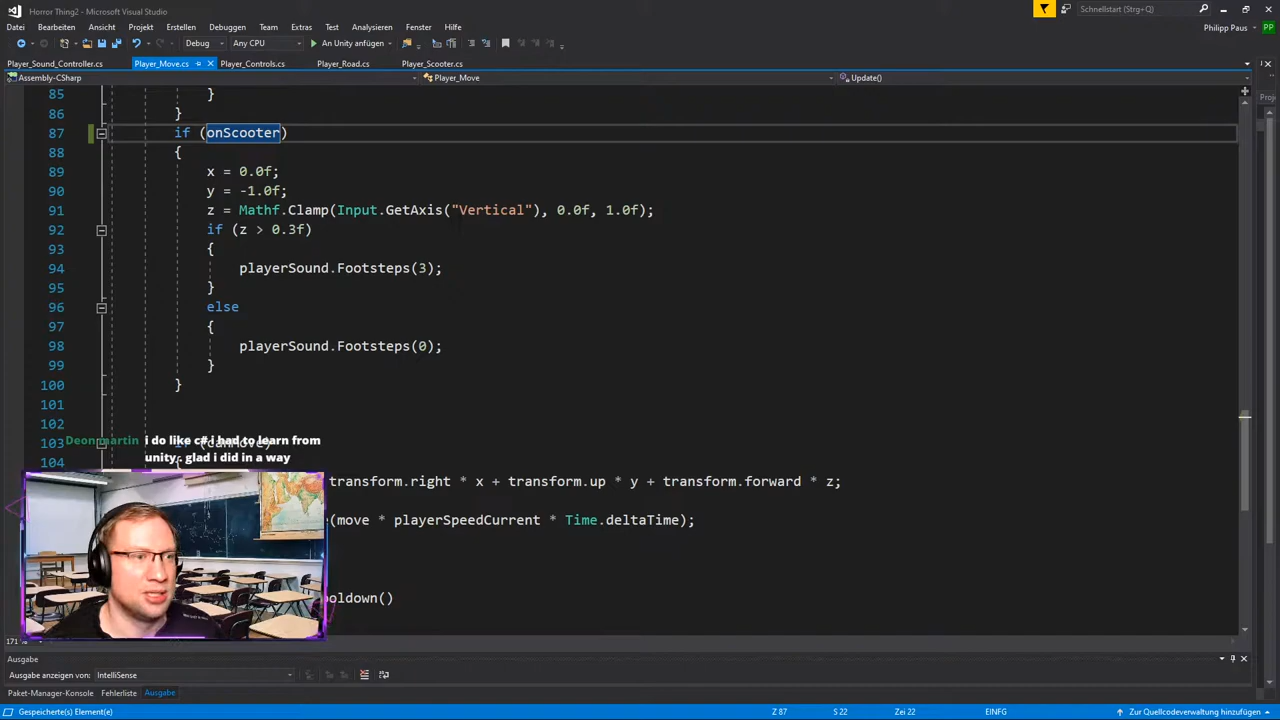 Horror Thing2 - Microsoft Visual Studio
Schnellstart (Strg+Q)
Datei Bearbeiten Ansicht Projekt Erstellen Debuggen Team Extras Test Analysieren Fenster Hilfe
Philipp Paus PP
Debug Any CPU An Unity anfügen
Player_Sound_Controller.cs Player_Move.cs Player_Controls.cs Player_Road.cs Player_Scooter.cs
Assembly-CSharp Player_Move Update()
Proje
85 }
86 }
87 if (onScooter)
88 {
89 x = 0.0f;
90 y = -1.0f;
91 z = Mathf.Clamp(Input.GetAxis("Vertical"), 0.0f, 1.0f);
92 if (z > 0.3f)
93 {
94 playerSound.Footsteps(3);
95 }
96 else
97 {
98 playerSound.Footsteps(0);
99 }
100 }
101
102
103 if (canMove)
Deonmartin i do like c# i had to learn from
unity . glad i did in a way
104 {
transform.right * x + transform.up * y + transform.forward * z;
(move * playerSpeedCurrent * Time.deltaTime);
ooldown()
171 %
Ausgabe
Ausgabe anzeigen von: IntelliSense
Paket-Manager-Konsole Fehlerliste Ausgabe
Gespeicherte(s) Element(e) Z 87 S 22 Zei 22 EINFG Zur Quellcodeverwaltung hinzufügen